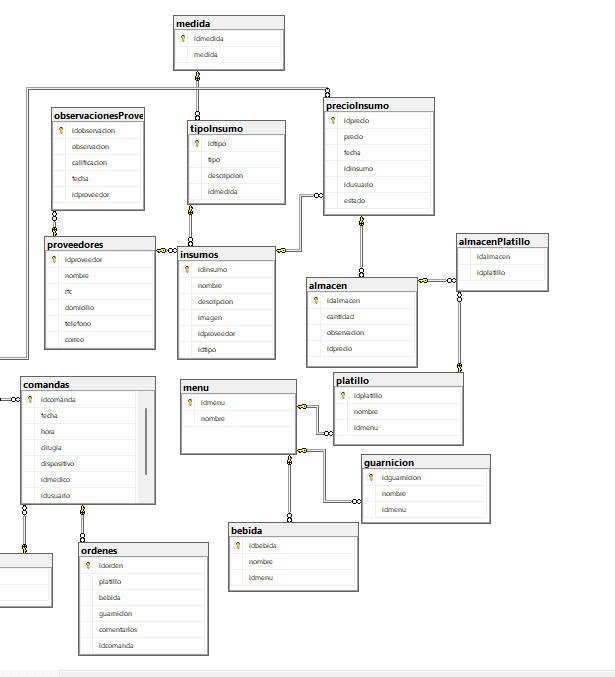 medida
idmedida
medida
observacionesProve
idobservacion
observacion
calificacion
fecha
idproveedor
tipoInsumo
idtipo
tipo
descripcion
idmedida
precioInsumo
idprecio
precio
fecha
idinsumo
idusuario
estado
proveedores
idproveedor
nombre
rfc
domicilio
telefono
correo
insumos
idinsumo
nombre
descripcion
imagen
idproveedor
idtipo
almacen
idalmacen
cantidad
observacion
idprecio
almacenPlatillo
idalmacen
idplatillo
comandas
idcomanda
fecha
hora
cirugia
dispositivo
idmedico
idusuario
menu
idmenu
nombre
platillo
idplatillo
nombre
idmenu
guarnicion
idguarnicion
nombre
idmenu
bebida
idbebida
nombre
idmenu
ordenes
idorden
platillo
bebida
guarnicion
comentarios
idcomanda